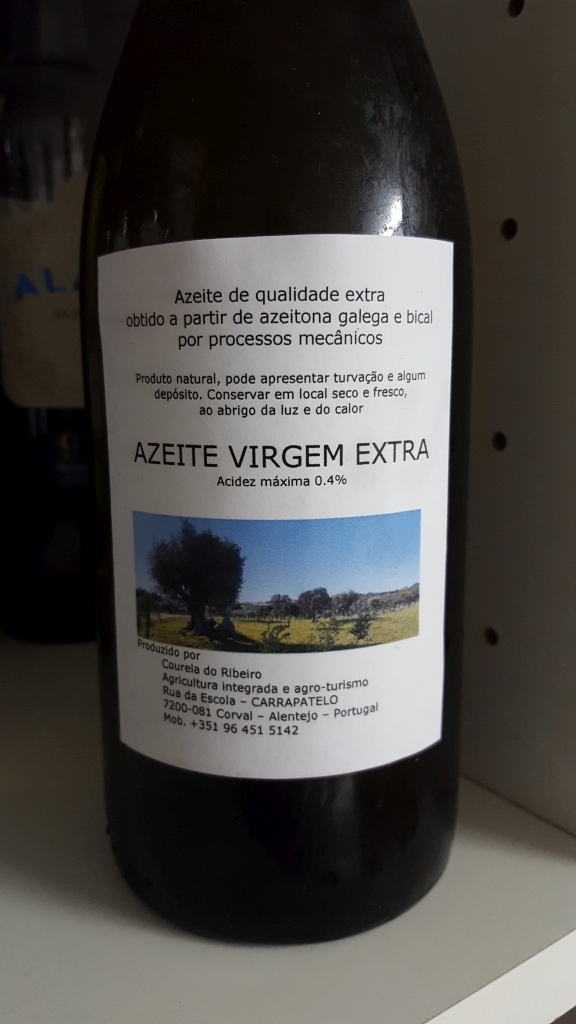 Azeite de qualidade extra
obtido a partir de azeitona galega e bical
por processos mecânicos
Produto natural, pode apresentar turvação e algum
depósito. Conservar em local seco e fresco,
ao abrigo da luz e do calor
AZEITE VIRGEM EXTRA
Acidez máxima 0.4%
Produzido por
Courela do Ribeiro
Agricultura integrada e agro-turismo
Rua da Escola – CARRAPATELO
7200-081 Corval – Alentejo – Portugal
Mob. +351 96 451 5142